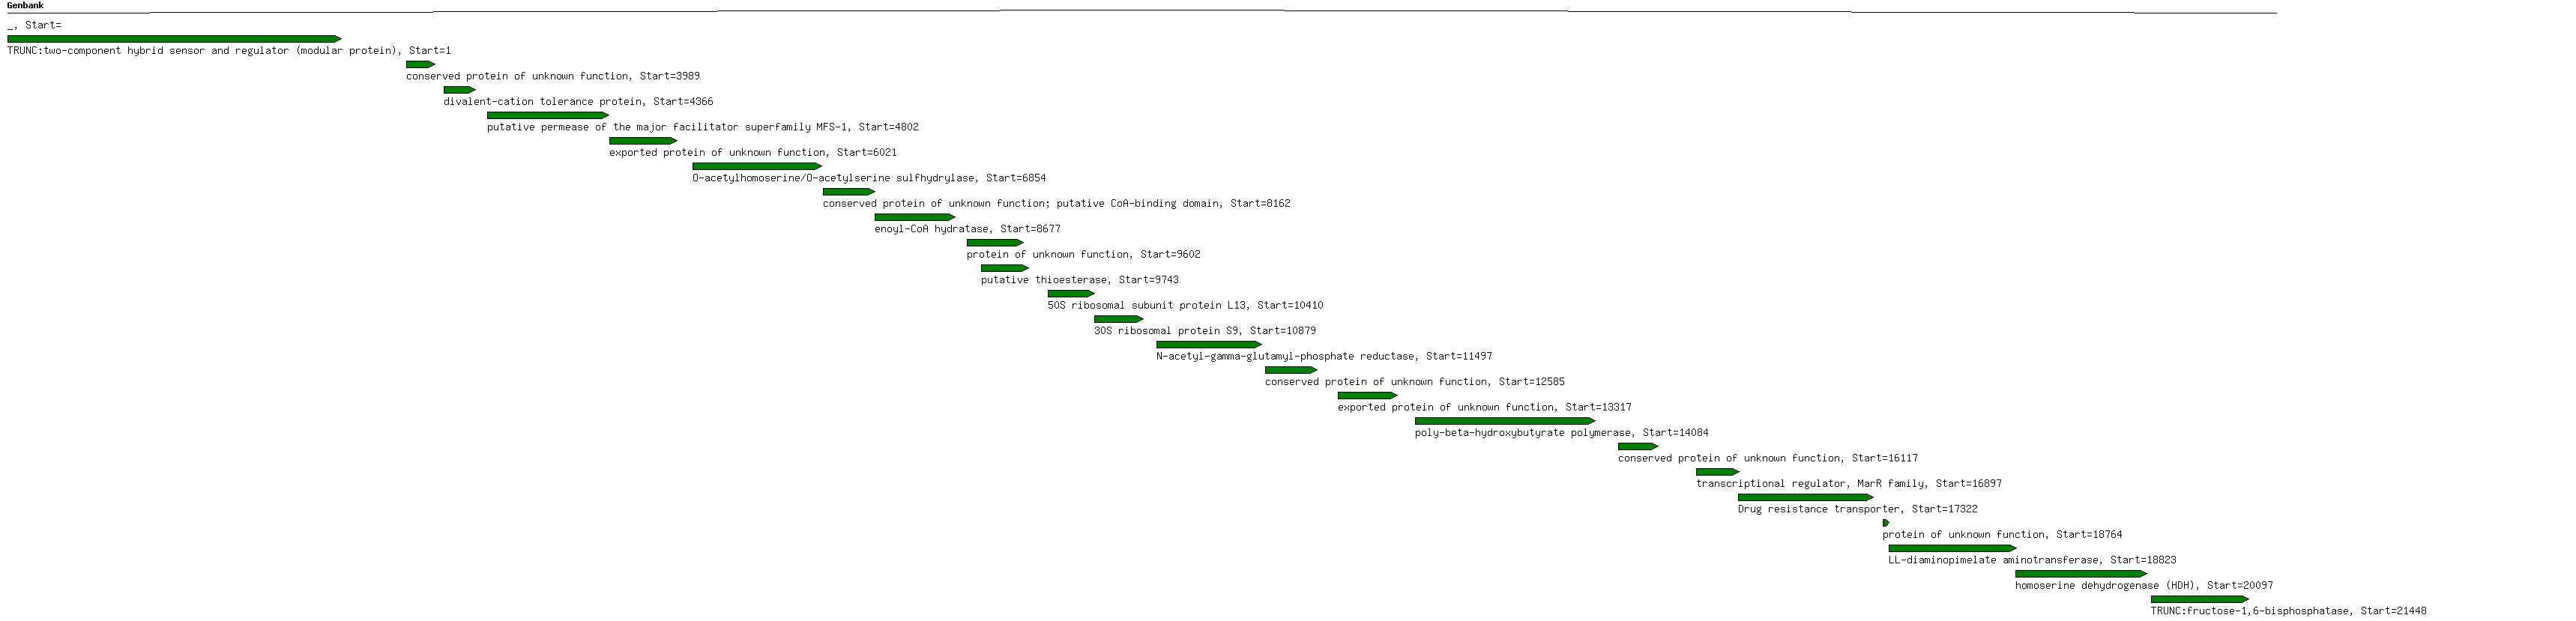 Genbank
_, Start=
TRUNC:two-component hybrid sensor and regulator (modular protein), Start=1
conserved protein of unknown function, Start=3989
divalent-cation tolerance protein, Start=4366
putative permease of the major facilitator superfamily MFS-1, Start=4802
exported protein of unknown function, Start=6021
O-acetylhomoserine/O-acetylserine sulfhydrylase, Start=6854
conserved protein of unknown function; putative CoA-binding domain, Start=8162
enoyl-CoA hydratase, Start=8677
protein of unknown function, Start=9602
putative thioesterase, Start=9743
50S ribosomal subunit protein L13, Start=10410
30S ribosomal protein S9, Start=10879
N-acetyl-gamma-glutamyl-phosphate reductase, Start=11497
conserved protein of unknown function, Start=12585
exported protein of unknown function, Start=13317
poly-beta-hydroxybutyrate polymerase, Start=14084
conserved protein of unknown function, Start=16117
transcriptional regulator, MarR family, Start=16897
Drug resistance transporter, Start=17322
protein of unknown function, Start=18764
LL-diaminopimelate aminotransferase, Start=18823
homoserine dehydrogenase (HDH), Start=20097
TRUNC:fructose-1,6-bisphosphatase, Start=21448